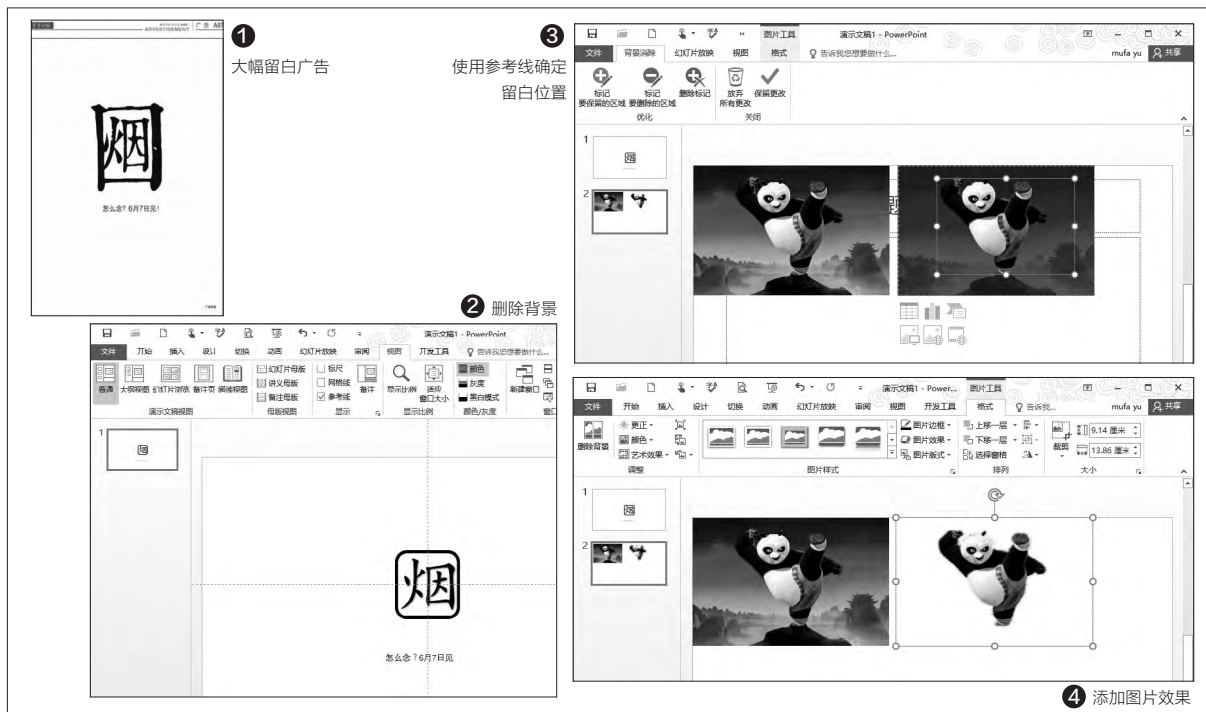 1
大幅留白广告
广告 A07
ADVERTISEMENT
烟
怎么念? 6月7日见!
2 删除背景
演示文稿1 - PowerPoint
文件 开始 插入 设计 切换 动画 幻灯片放映 审阅 视图 开发工具 告诉我您想要做什么...
普通 大纲视图 幻灯片浏览 备注页 阅读视图
幻灯片母版
讲义母版
备注母版
标尺
网格线
参考线
备注
显示比例 适应
窗口大小
颜色
灰度
黑白模式
新建窗口
演示文稿视图 母版视图 显示 显示比例 颜色/灰度 窗口
1
烟
烟
怎么念?6月7日见
3
使用参考线确定
留白位置
图片工具 演示文稿1 - PowerPoint
文件 背景消除 幻灯片放映 视图 格式 告诉我您想要做什么... mufa yu 共享
标记 标记 删除标记 放弃 保留更改
要保留的区域 要删除的区域 所有更改
优化 关闭
1
烟
2
演示文稿1 - Power... 图片工具
文件 开始 插入 设计 切换 动画 幻灯片放映 审阅 视图 开发工具 格式 告诉我... mufa yu 共享
删除背景
更正
颜色
艺术效果
图片边框
图片效果
图片版式
上移一层
下移一层
选择窗格
裁剪
9.14 厘米
13.86 厘米
调整 图片样式 排列 大小
1
烟
2
4 添加图片效果